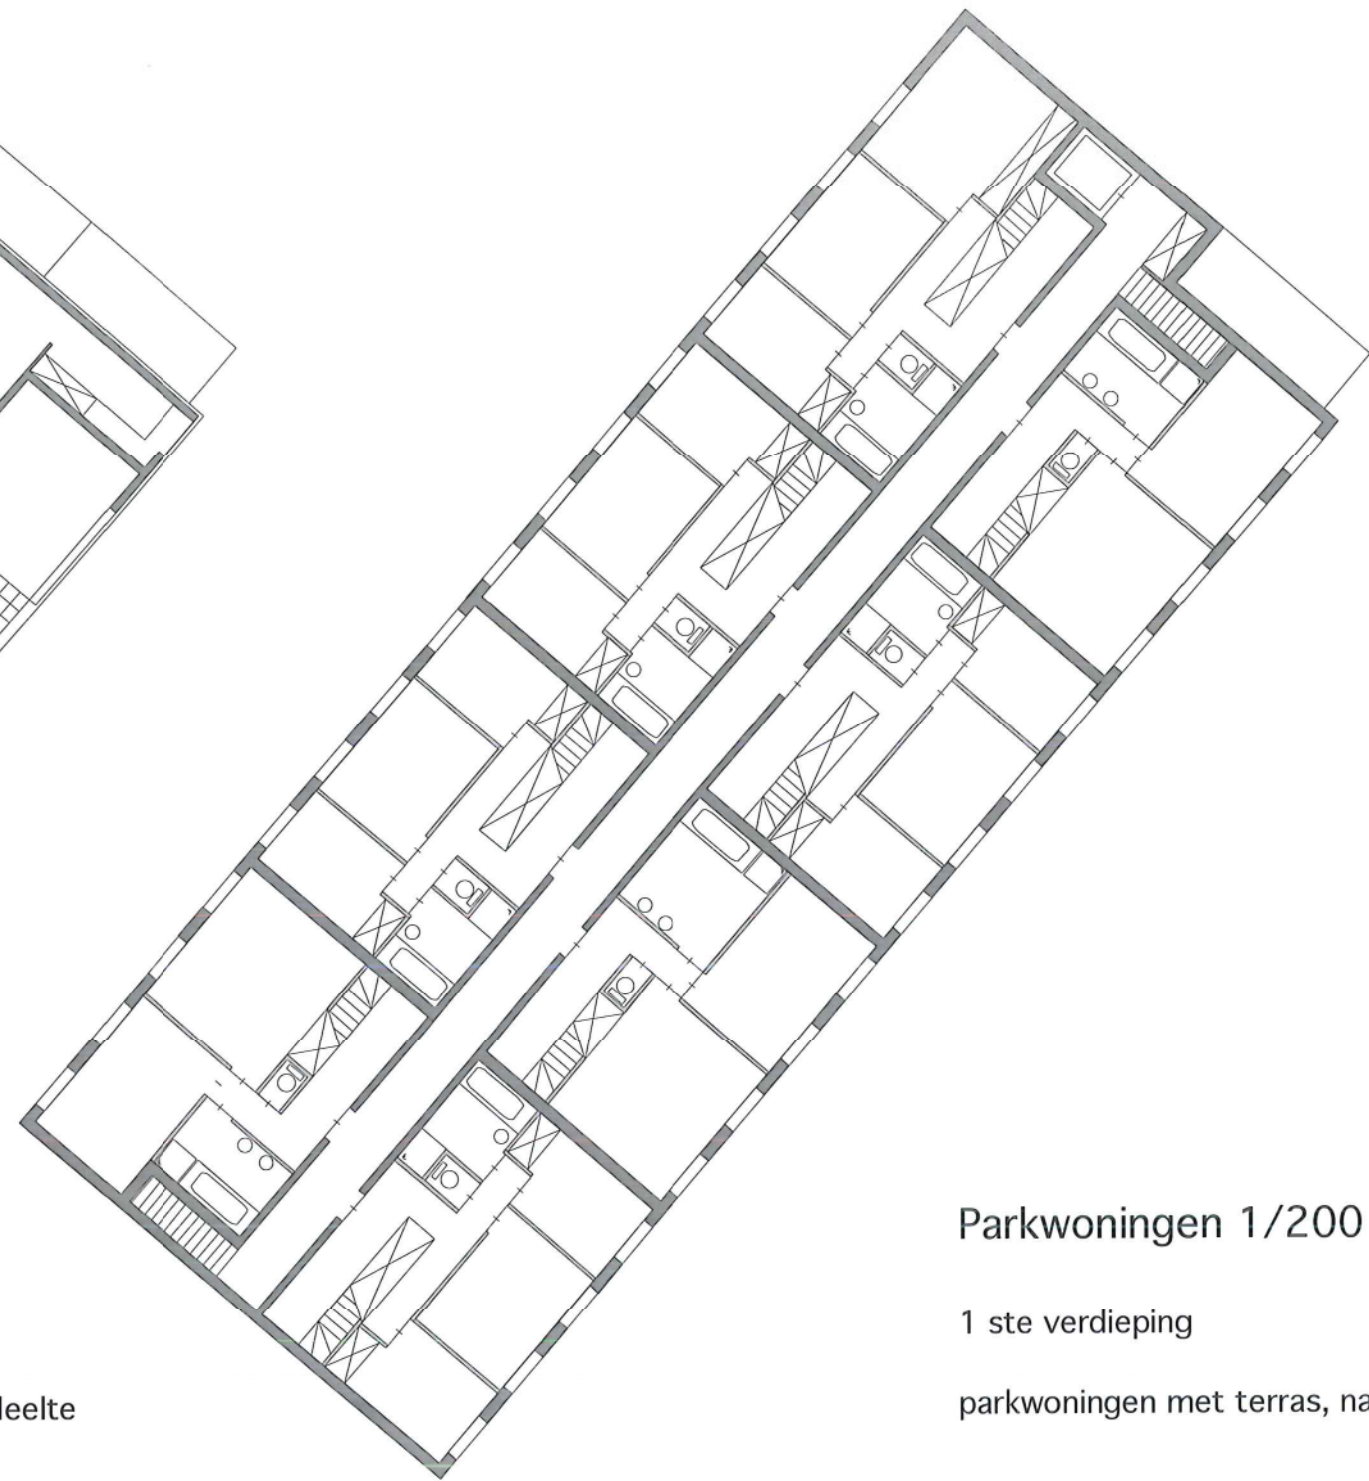 Parkwoningen 1/200
1 ste verdieping
parkwoningen met terras, na
deelte